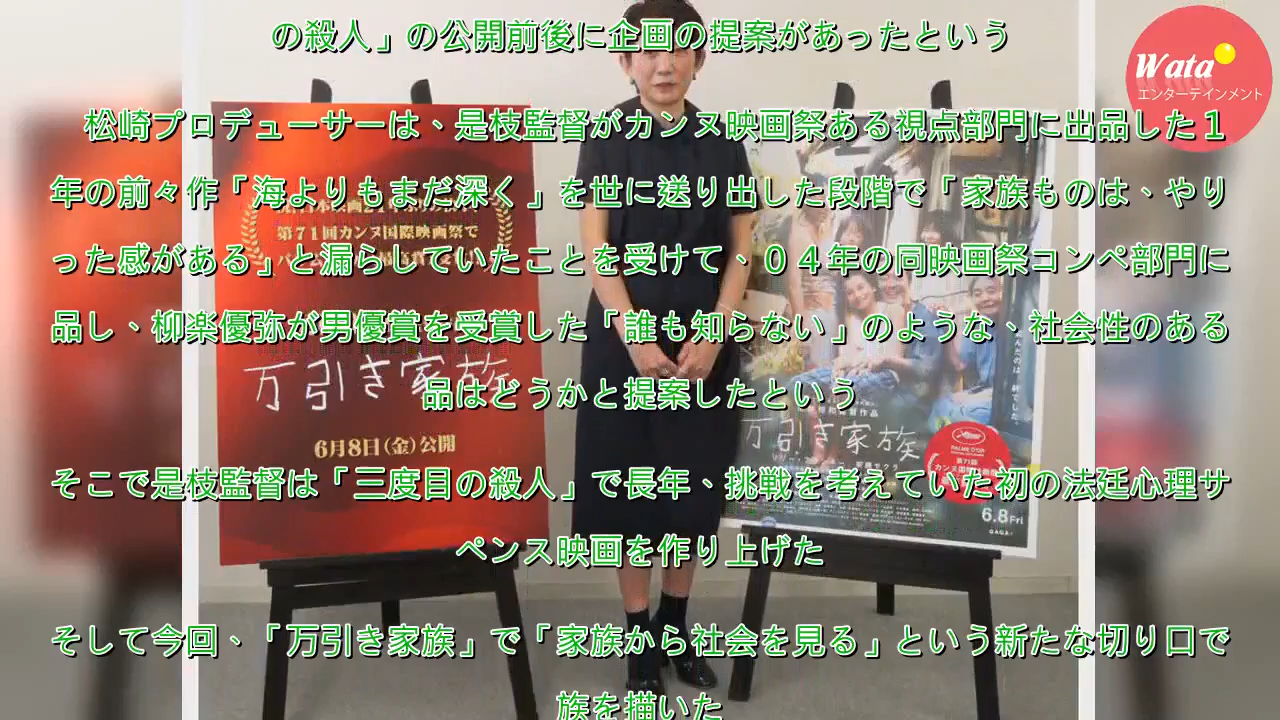 の殺人」の公開前後に企画の提案があったという
Wata
エンターテインメント
松崎プロデューサーは、是枝監督がカンヌ映画祭ある視点部門に出品した１
年の前々作「海よりもまだ深く」を世に送り出した段階で「家族ものは、やり
った感がある」と漏らしていたことを受けて、０４年の同映画祭コンペ部門に
品し、柳楽優弥が男優賞を受賞した「誰も知らない」のような、社会性のある
品はどうかと提案したという
そこで是枝監督は「三度目の殺人」で長年、挑戦を考えていた初の法廷心理サ
ペンス映画を作り上げた
そして今回、「万引き家族」で「家族から社会を見る」という新たな切り口で
族を描いた
第71回カンヌ国際映画祭で
万引き家族
6月8日(金)公開
万引き家族
PALME D'OR
第71回
6.8Fri
GAGA